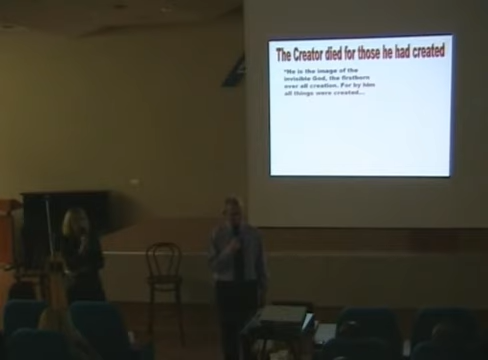 The Creator died for those he had created
"He is the image of the
invisible God, the firstborn
over all creation. For by him
all things were created...